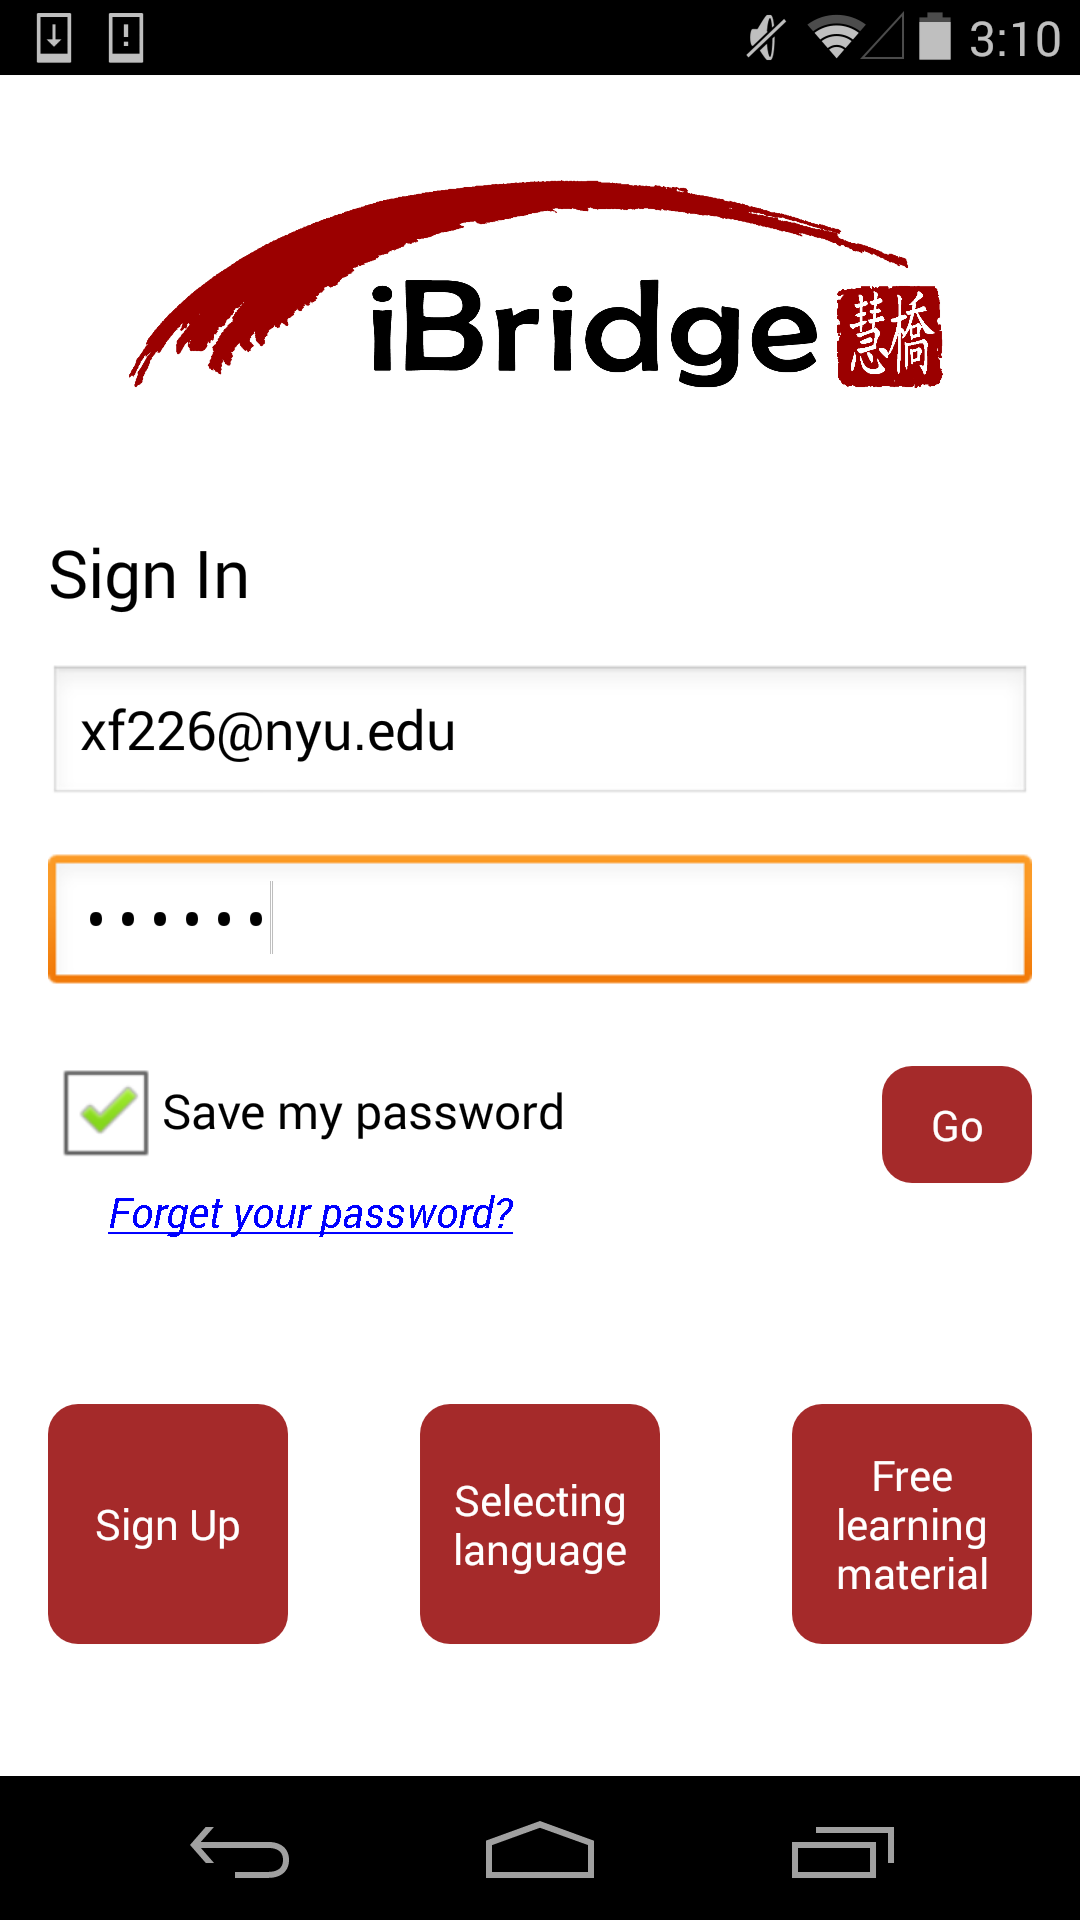 3:10
iBridge 慧橋
Sign In
xf226@nyu.edu
••••••
Save my password
Go
Forget your password?
Sign Up
Selecting
language
Free
learning
material